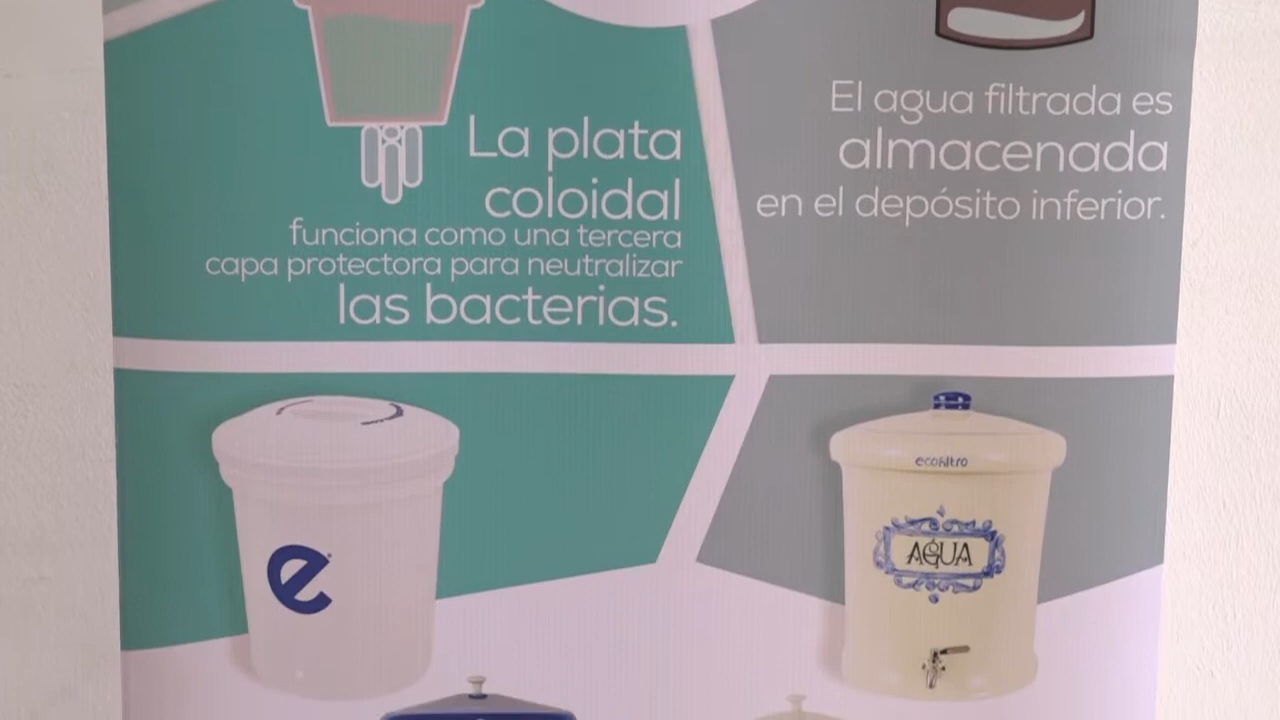 La plata
coloidal
funciona como una tercera
capa protectora para neutralizar
las bacterias.
El agua filtrada es
almacenada
en el depósito inferior.
e
ecofiltro
AGUA